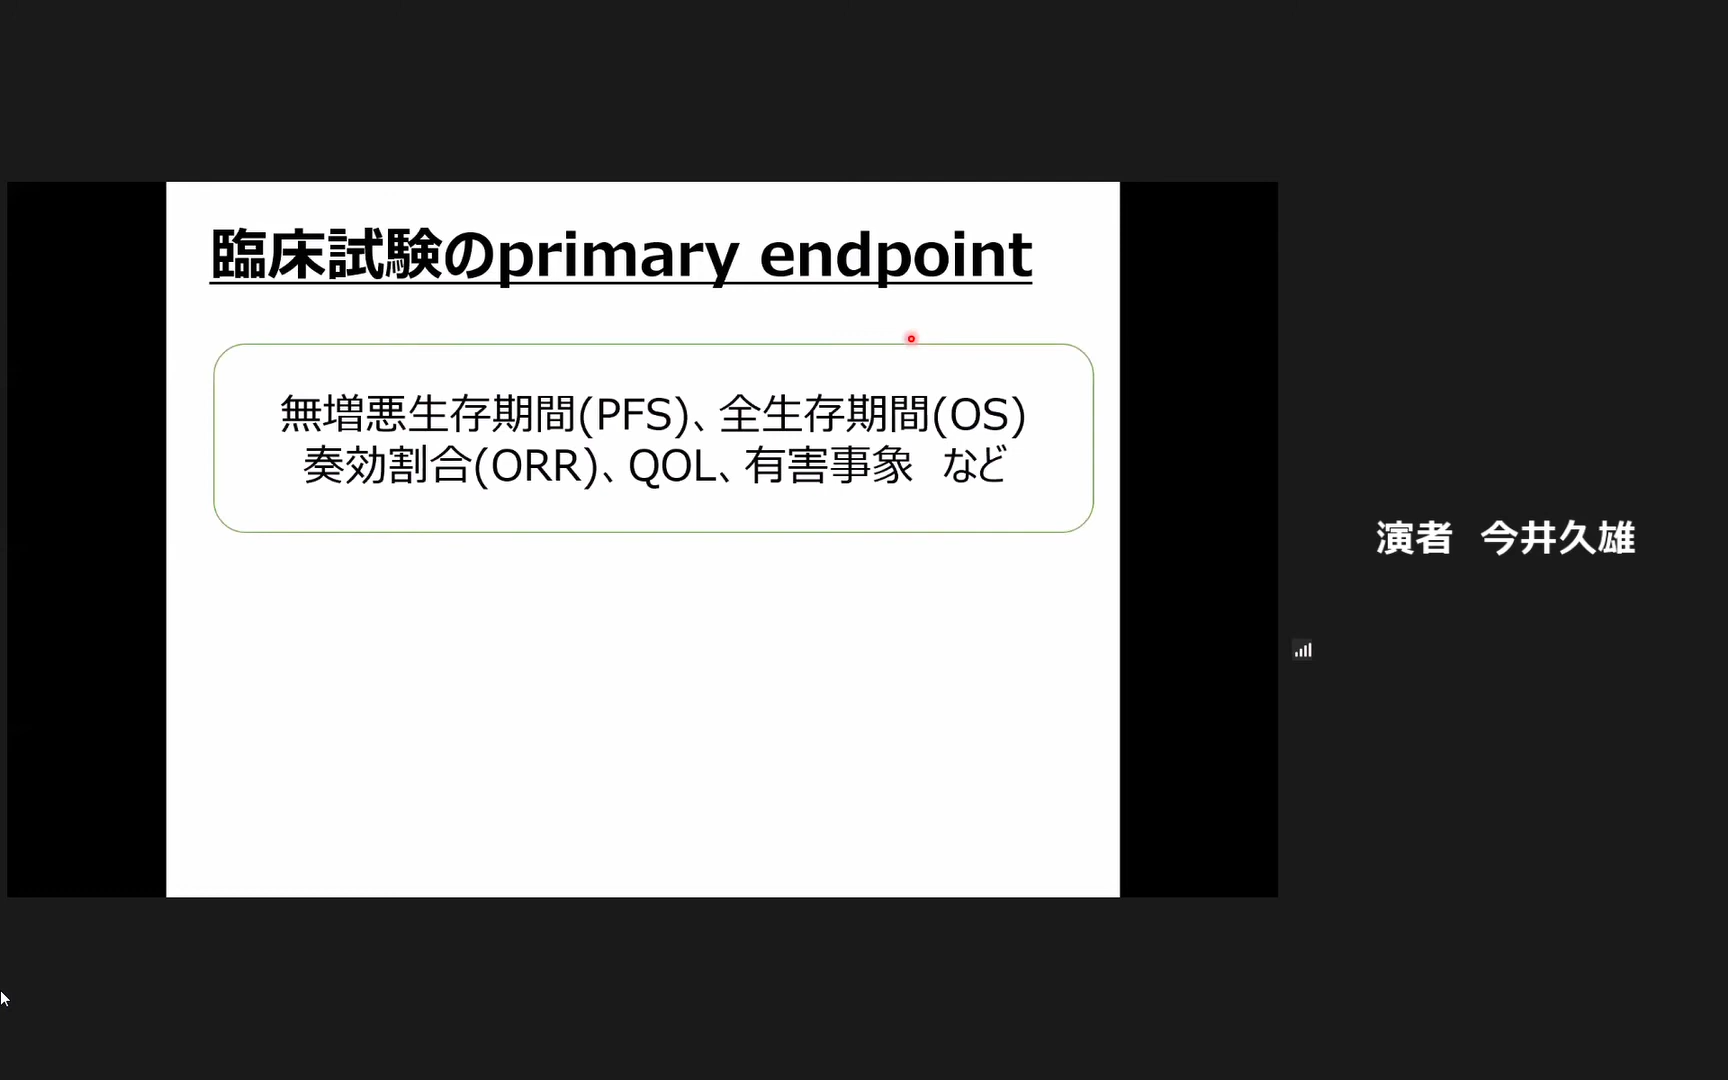 臨床試験のprimary endpoint
無増悪生存期間(PFS)、全生存期間(OS)
奏効割合(ORR)、QOL、有害事象　など
演者　今井久雄